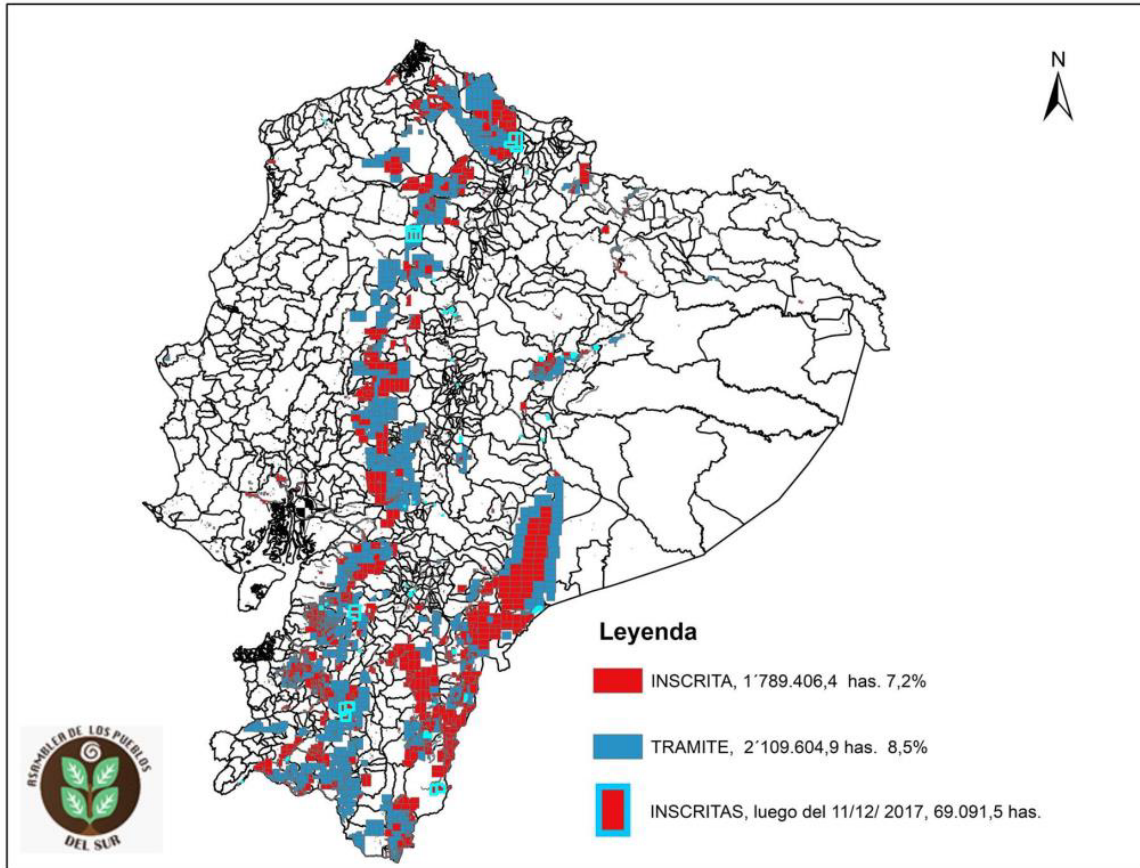 N
Leyenda
INSCRITA, 1´789.406,4 has. 7,2%
TRAMITE, 2´109.604,9 has. 8,5%
INSCRITAS, luego del 11/12/ 2017, 69.091,5 has.
ASAMBLEA DE LOS PUEBLOS
DEL SUR